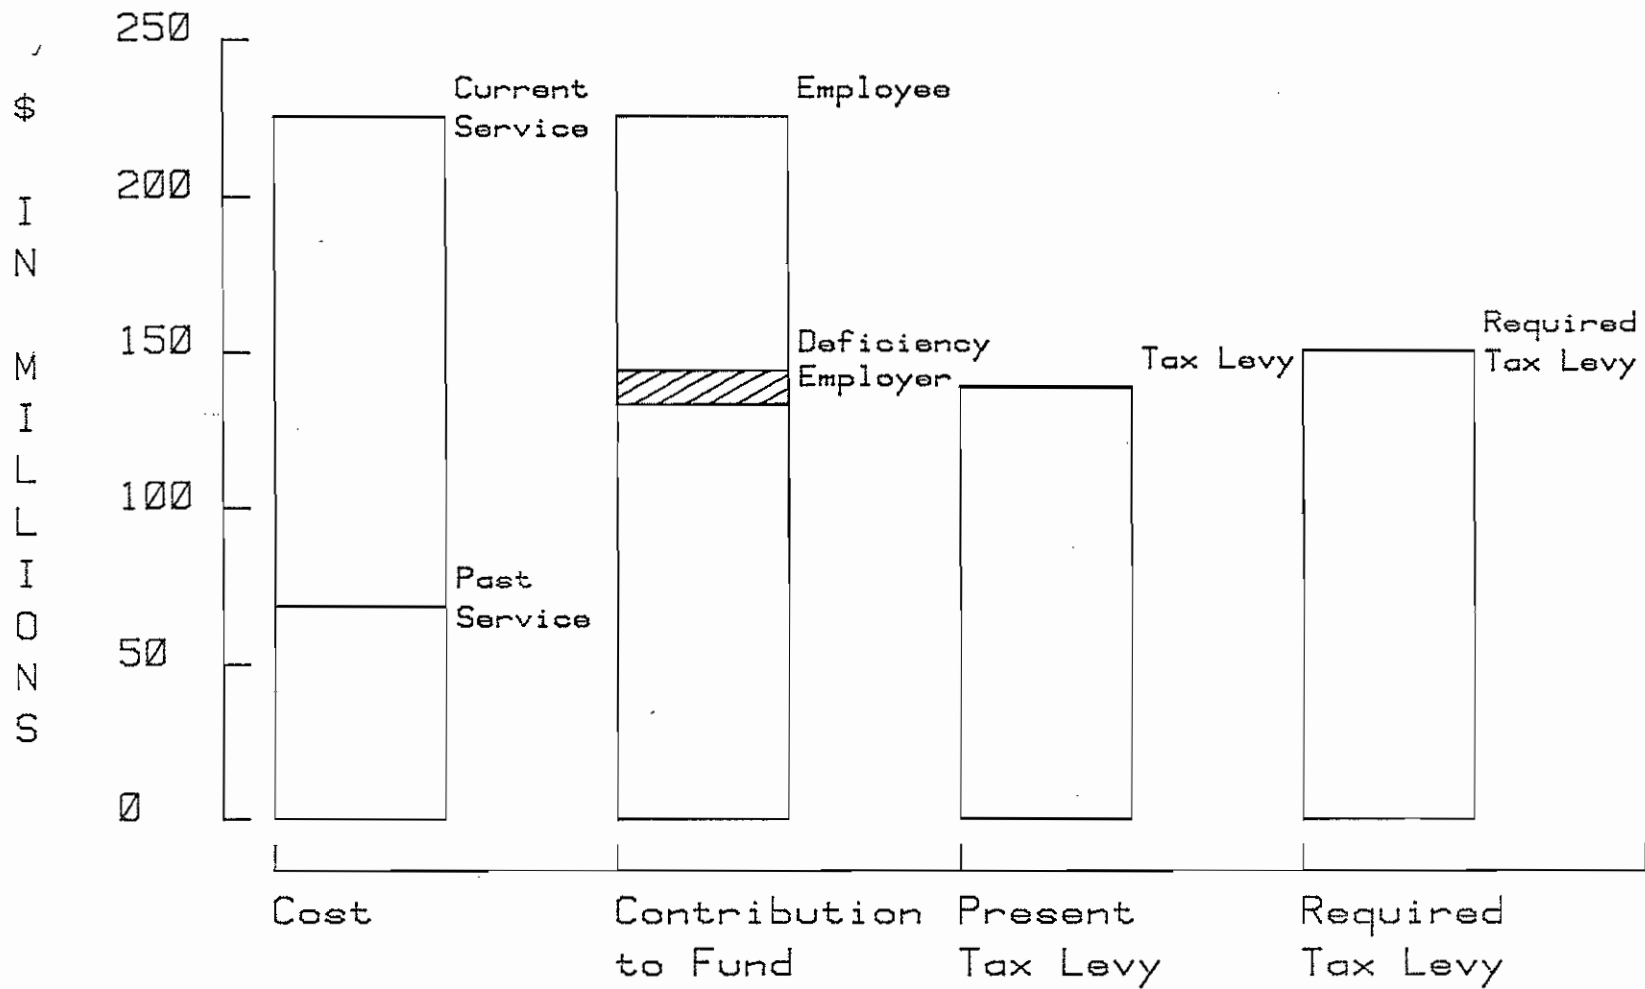 $ IN MILLIONS
250
200
150
100
50
0
Current
Service
Past
Service
Employee
Deficiency
Employer
Tax Levy
Required
Tax Levy
Cost
Contribution
to Fund
Present
Tax Levy
Required
Tax Levy